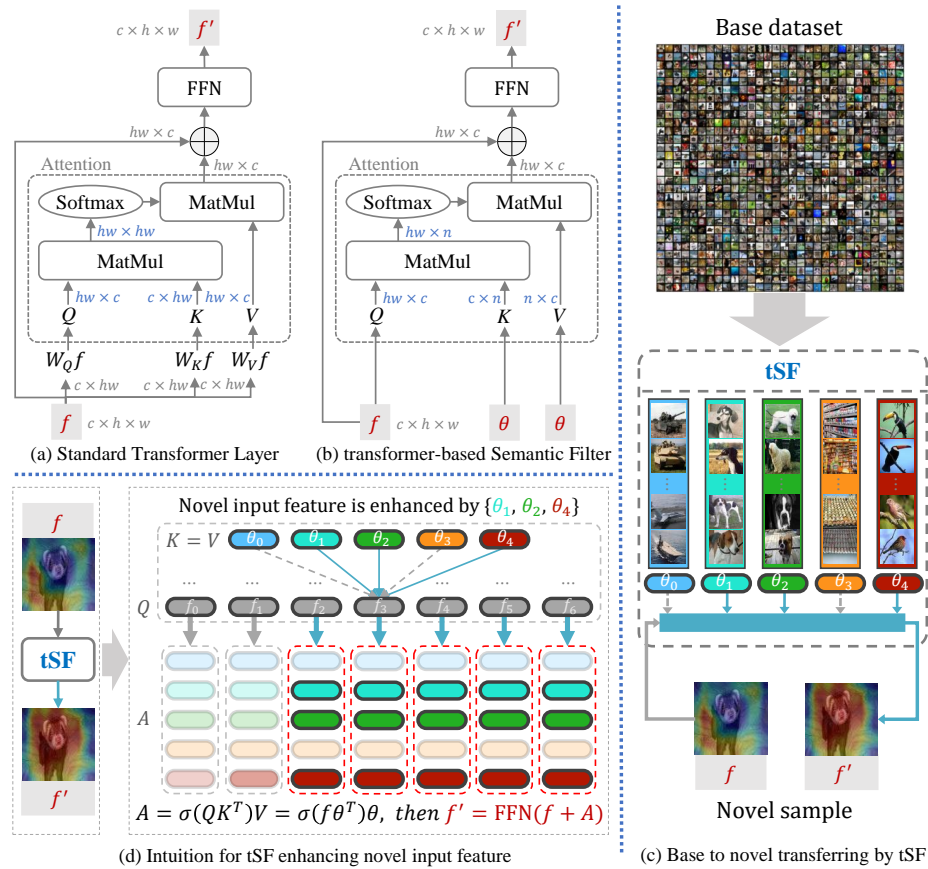 f′
c × h × w
FFN
hw × c
Attention
hw × c
Softmax
MatMul
hw × hw
MatMul
hw × c
c × hw
hw × c
Q
K
V
W_Q f
W_K f
W_V f
c × hw
c × hw
c × hw
f
c × h × w
(a) Standard Transformer Layer
f′
c × h × w
FFN
hw × c
Attention
hw × c
Softmax
MatMul
hw × n
MatMul
hw × c
c × n
n × c
Q
K
V
f
c × h × w
θ
θ
(b) transformer-based Semantic Filter
Base dataset
tSF
θ₀
θ₁
θ₂
θ₃
θ₄
f
f′
Novel sample
(c) Base to novel transferring by tSF
f
tSF
f′
Novel input feature is enhanced by {θ₁, θ₂, θ₄}
K = V
θ₀
θ₁
θ₂
θ₃
θ₄
... ... ... ... ... ... ...
Q
f₀
f₁
f₂
f₃
f₄
f₅
f₆
A
A = σ(QKᵀ)V = σ(fθᵀ)θ, then f′ = FFN(f + A)
(d) Intuition for tSF enhancing novel input feature